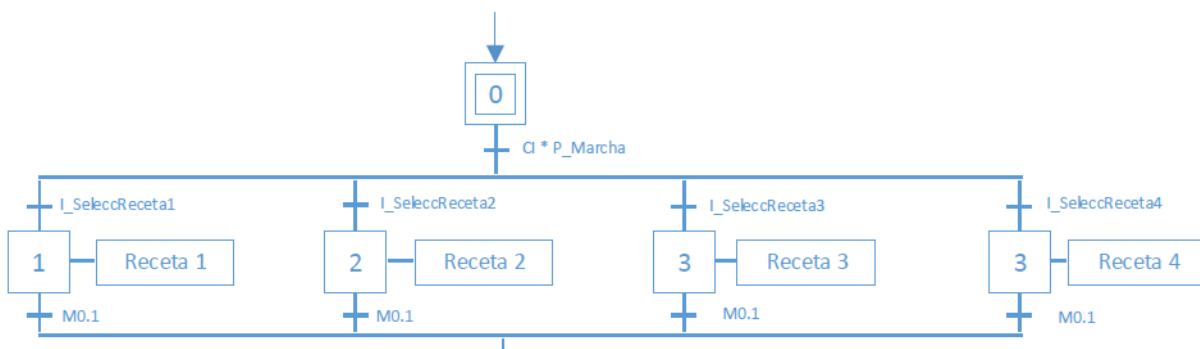 0
CI * P_Marcha
I_SeleccReceta1
I_SeleccReceta2
I_SeleccReceta3
I_SeleccReceta4
1
Receta 1
2
Receta 2
3
Receta 3
3
Receta 4
M0.1
M0.1
M0.1
M0.1